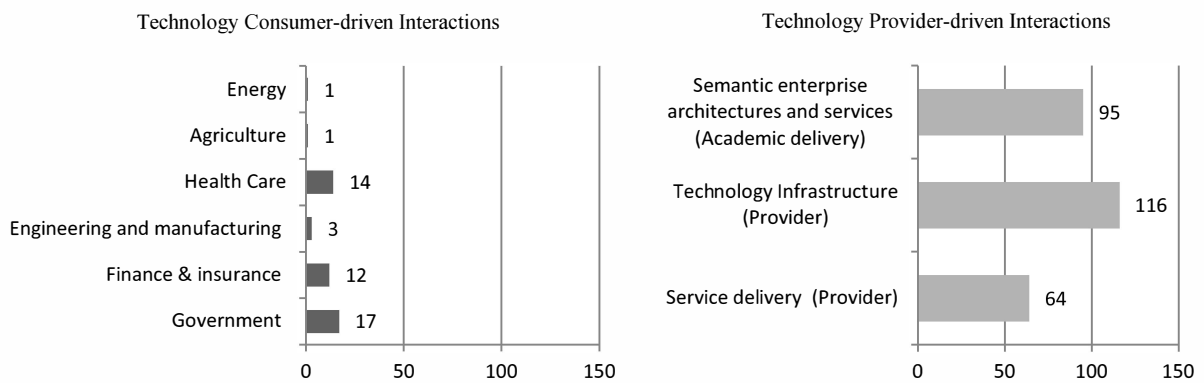 Technology Consumer-driven Interactions
Energy 1
Agriculture 1
Health Care 14
Engineering and manufacturing 3
Finance & insurance 12
Government 17
0 50 100 150
Technology Provider-driven Interactions
Semantic enterprise
architectures and services
(Academic delivery)
95
Technology Infrastructure
(Provider)
116
Service delivery (Provider) 64
0 50 100 150